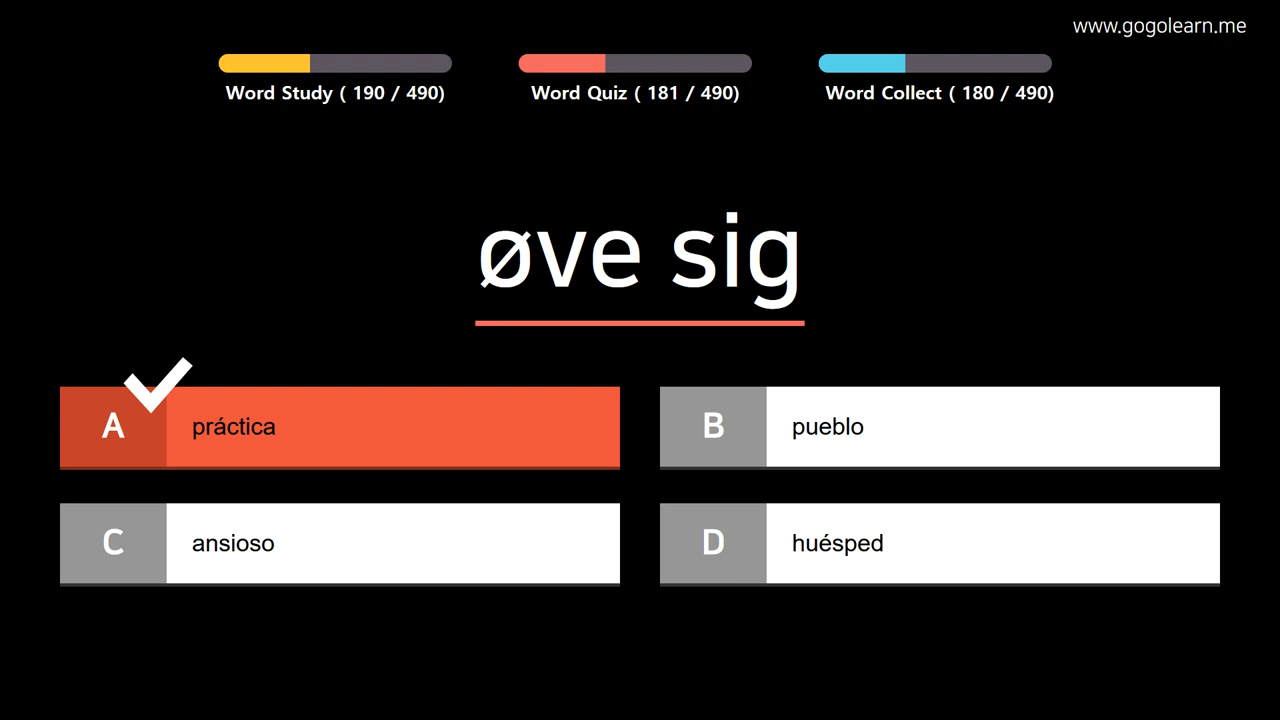 www.gogolearn.me
Word Study ( 190 / 490)
Word Quiz ( 181 / 490)
Word Collect ( 180 / 490)
øve sig
A práctica
B pueblo
C ansioso
D huésped